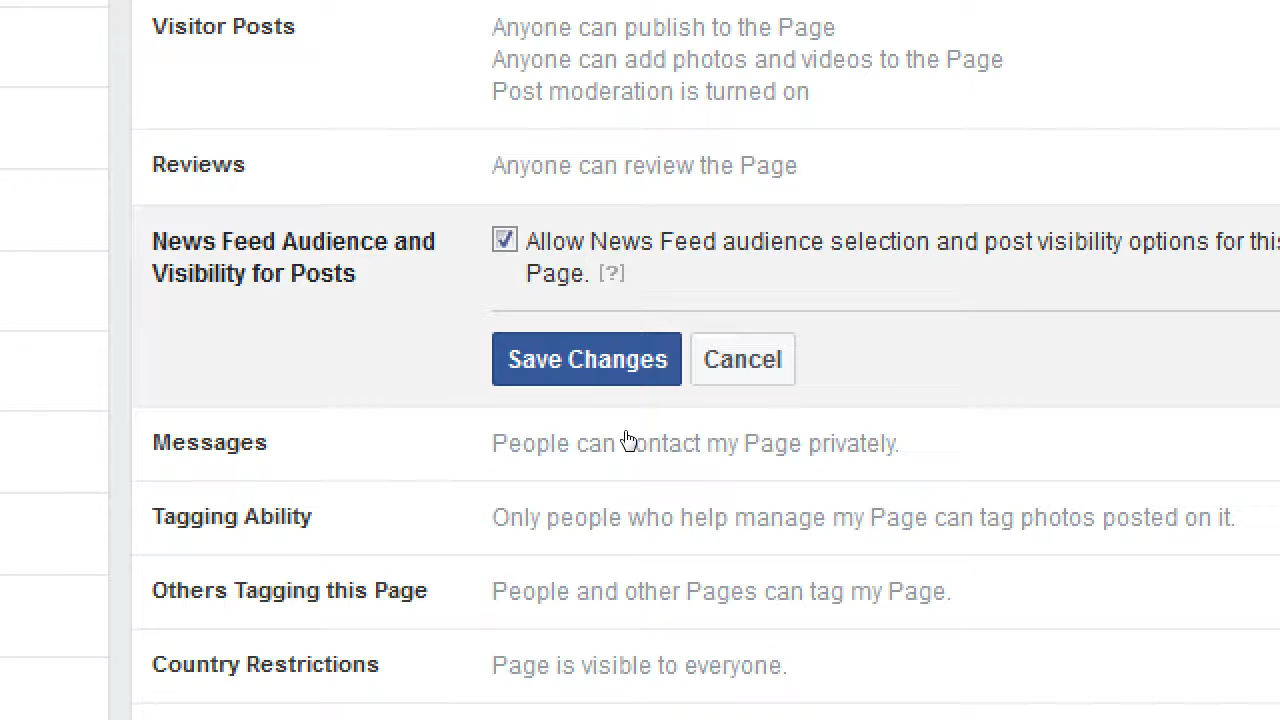 Visitor Posts
Anyone can publish to the Page
Anyone can add photos and videos to the Page
Post moderation is turned on
Reviews
Anyone can review the Page
News Feed Audience and
Visibility for Posts
Allow News Feed audience selection and post visibility options for this
Page. [?]
Save Changes
Cancel
Messages
People can contact my Page privately.
Tagging Ability
Only people who help manage my Page can tag photos posted on it.
Others Tagging this Page
People and other Pages can tag my Page.
Country Restrictions
Page is visible to everyone.